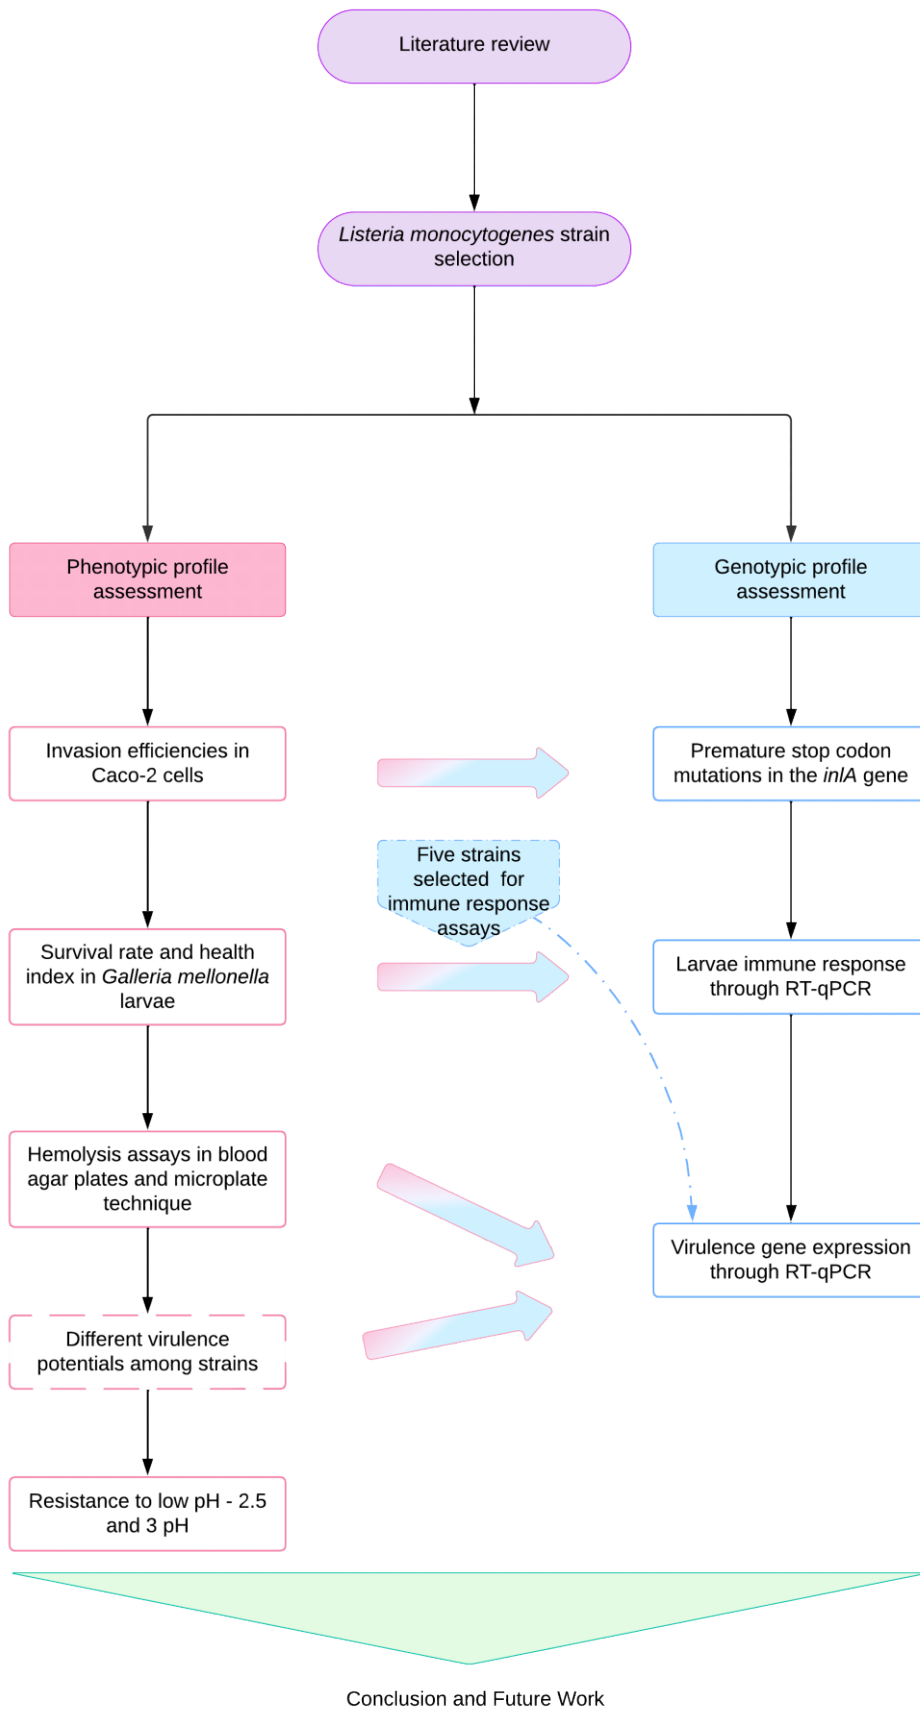 Literature review
Listeria monocytogenes strain
selection
Phenotypic profile
assessment
Genotypic profile
assessment
Invasion efficiencies in
Caco-2 cells
Premature stop codon
mutations in the inlA gene
Five strains
selected for
immune response
assays
Survival rate and health
index in Galleria mellonella
larvae
Larvae immune response
through RT-qPCR
Hemolysis assays in blood
agar plates and microplate
technique
Virulence gene expression
through RT-qPCR
Different virulence
potentials among strains
Resistance to low pH - 2.5
and 3 pH
Conclusion and Future Work